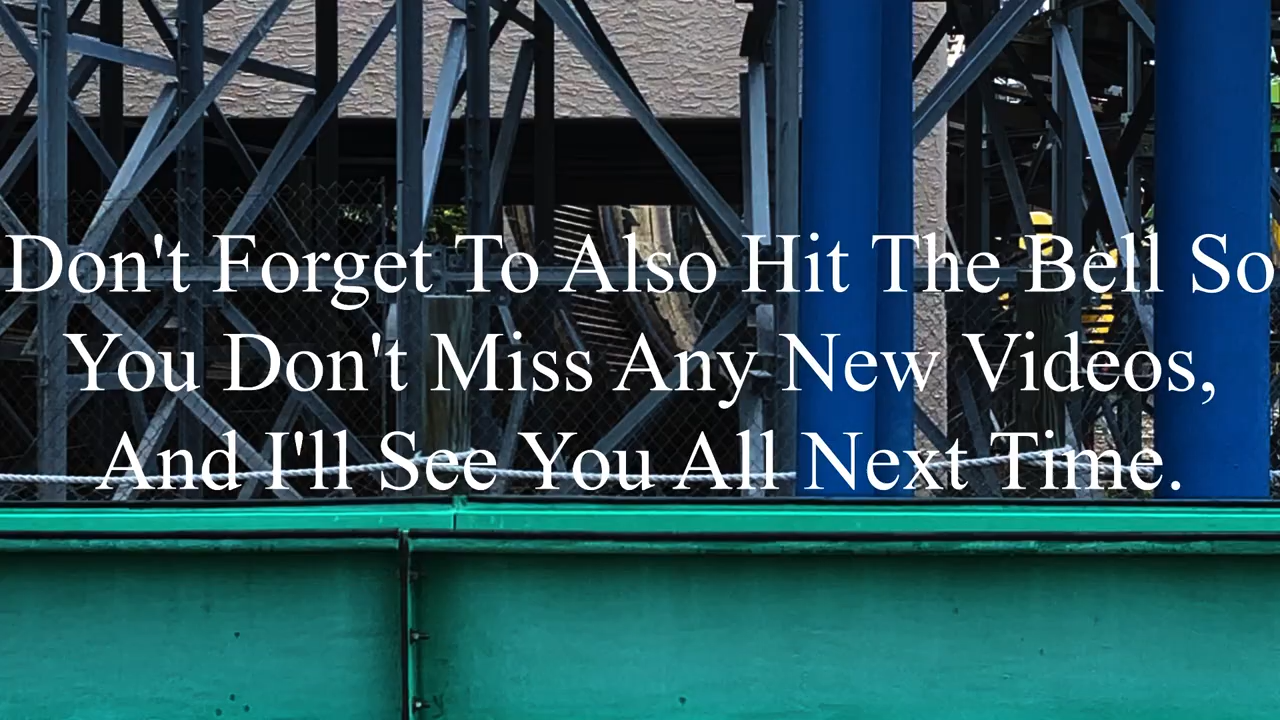 Don't Forget To Also Hit The Bell So
You Don't Miss Any New Videos,
And I'll See You All Next Time.